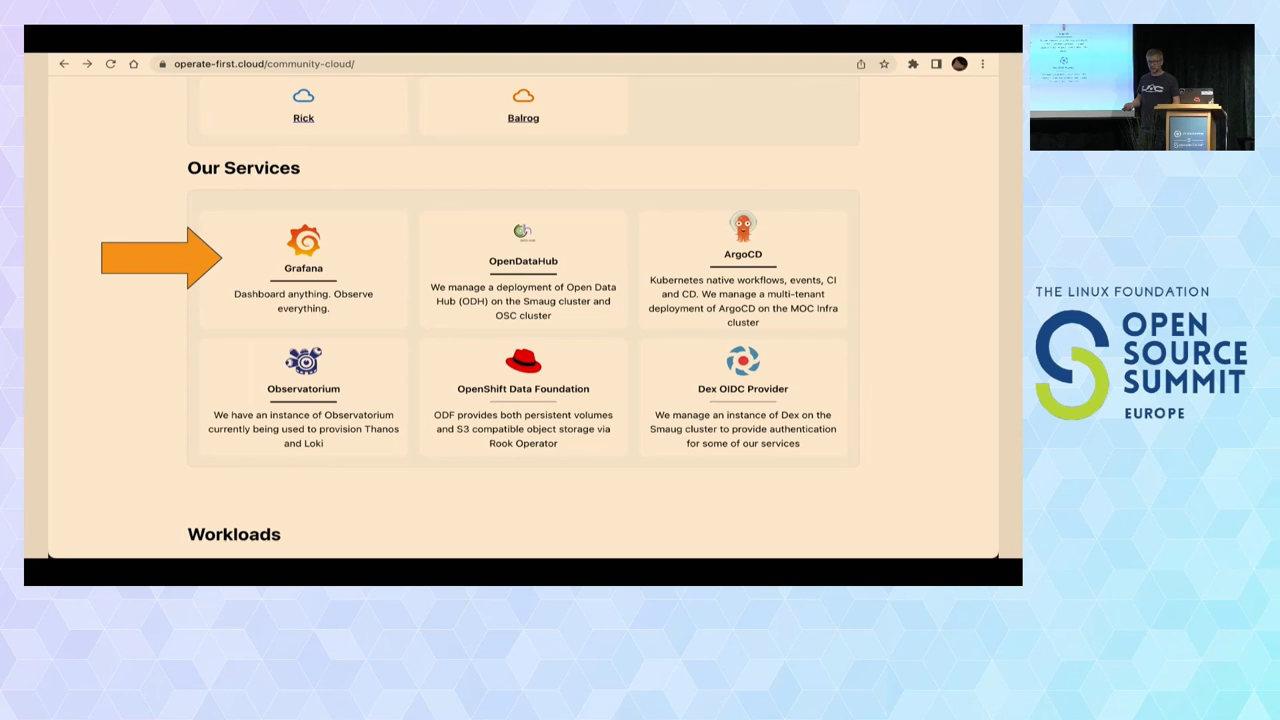 operate-first.cloud/community-cloud/
Rick
Balrog
Our Services
Grafana
Dashboard anything. Observe
everything.
OpenDataHub
We manage a deployment of Open Data
Hub (ODH) on the Smaug cluster and
OSC cluster
ArgoCD
Kubernetes native workflows, events, CI
and CD. We manage a multi-tenant
deployment of ArgoCD on the MOC Infra
cluster
Observatorium
We have an instance of Observatorium
currently being used to provision Thanos
and Loki
OpenShift Data Foundation
ODF provides both persistent volumes
and S3 compatible object storage via
Rook Operator
Dex OIDC Provider
We manage an instance of Dex on the
Smaug cluster to provide authentication
for some of our services
Workloads
THE LINUX FOUNDATION
OPEN
SOURCE
SUMMIT
EUROPE